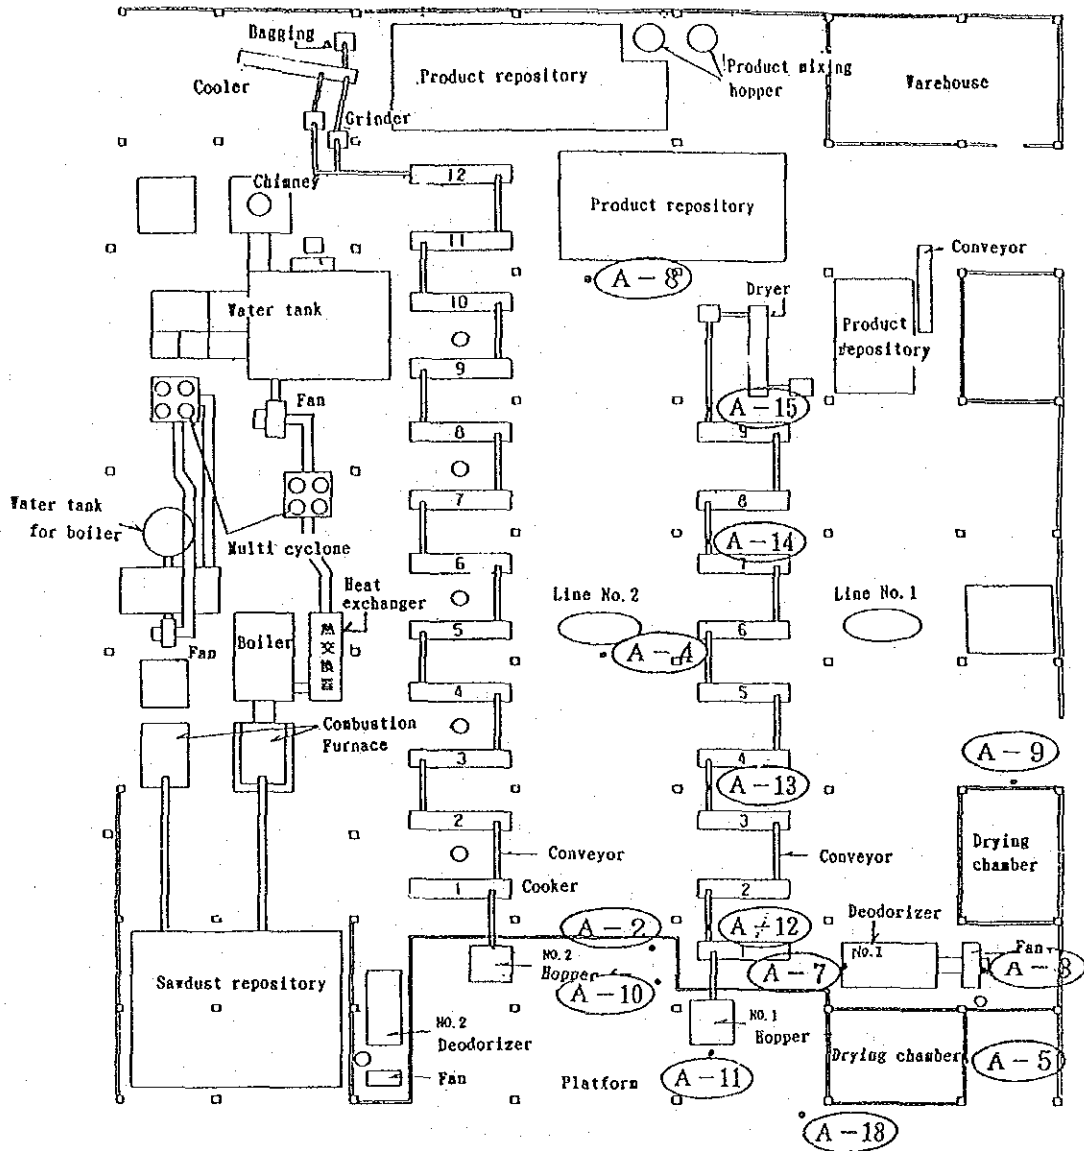 Bagging
Cooler
Grinder
Product repository
Product mixing
hopper
Warehouse
Chimney
12
11
10
9
8
7
6
5
4
3
2
1
Product repository
A-8
Conveyor
Water tank
Dryer
Product
repository
Fan
A-15
9
8
A-14
7
6
5
4
A-13
3
2
A-12
1
Water tank
for boiler
Multi cyclone
Heat
exchanger
熱
交
換
器
Boiler
Fan
Line No.2
A-4
Line No.1
Combustion
Furnace
A-9
Drying
chamber
Conveyor
Cooker
Conveyor
Deodorizer
No.1
A-2
A-7
Fan
Sawdust repository
NO.2
Hopper
A-10
NO.2
Deodorizer
NO.1
Hopper
Drying chamber
A-5
Fan
Platform
A-11
A-18